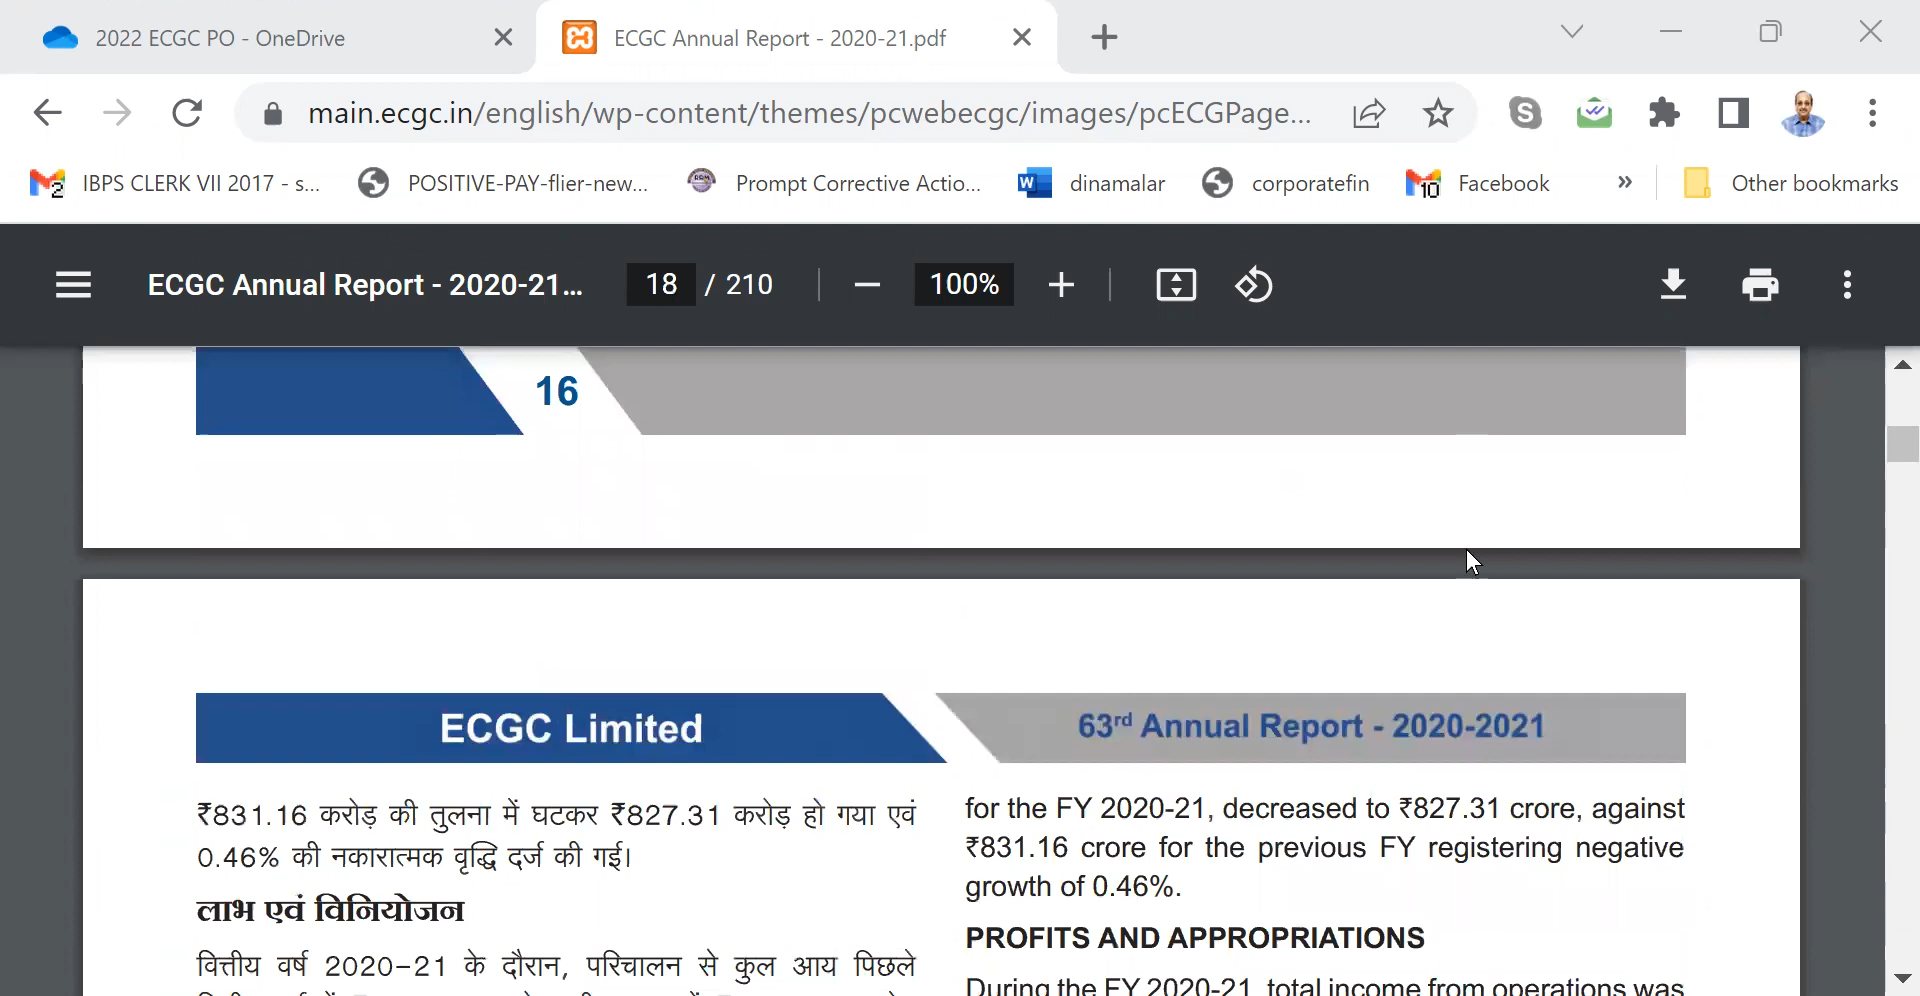 2022 ECGC PO - OneDrive
ECGC Annual Report - 2020-21.pdf
main.ecgc.in/english/wp-content/themes/pcwebecgc/images/pcECGPage...
2 IBPS CLERK VII 2017 - s...
POSITIVE-PAY-flier-new...
Prompt Corrective Actio...
W dinamalar
corporatefin
10 Facebook
» Other bookmarks
ECGC Annual Report - 2020-21... 18 / 210 — 100% +
16
ECGC Limited
63rd Annual Report - 2020-2021
₹831.16 करोड़ की तुलना में घटकर ₹827.31 करोड़ हो गया एवं
0.46% की नकारात्मक वृद्धि दर्ज की गई।
लाभ एवं विनियोजन
वित्तीय वर्ष 2020-21 के दौरान, परिचालन से कुल आय पिछले
for the FY 2020-21, decreased to ₹827.31 crore, against
₹831.16 crore for the previous FY registering negative
growth of 0.46%.
PROFITS AND APPROPRIATIONS
During the FY 2020-21, total income from operations was